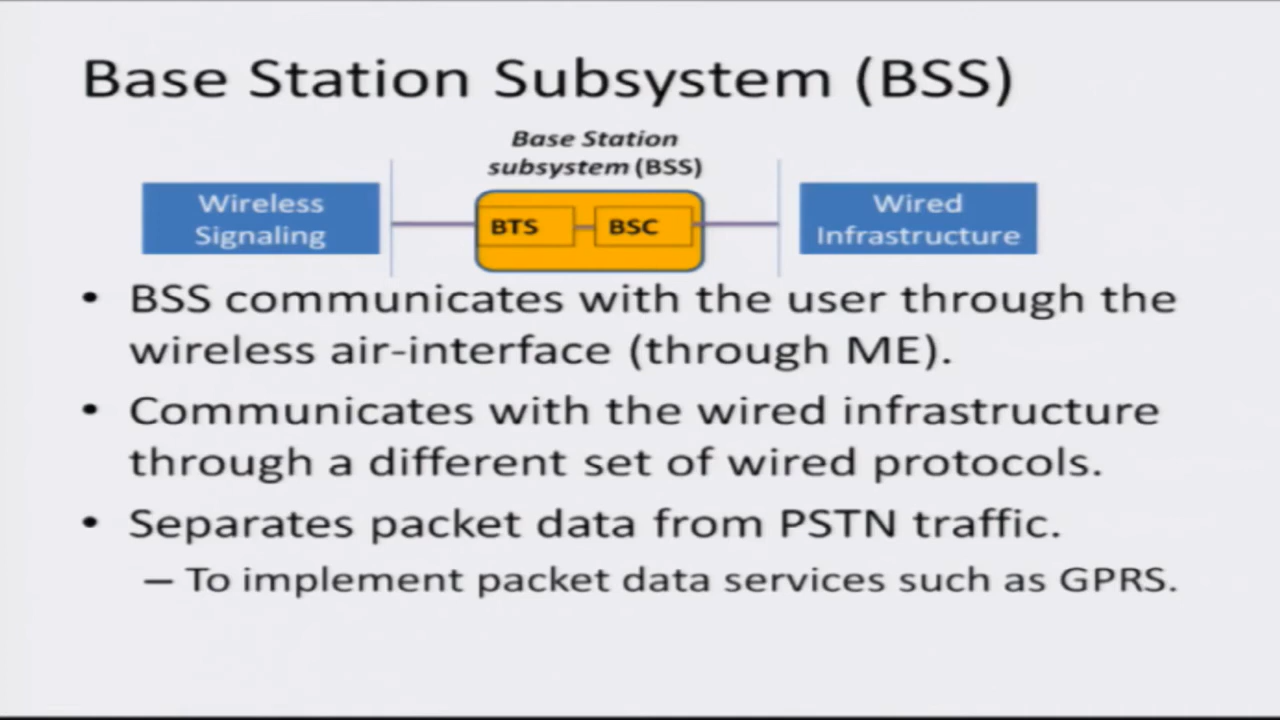 Base Station Subsystem (BSS)
Base Station
subsystem (BSS)
Wireless
Signaling
BTS
BSC
Wired
Infrastructure
• BSS communicates with the user through the
wireless air-interface (through ME).
• Communicates with the wired infrastructure
through a different set of wired protocols.
• Separates packet data from PSTN traffic.
– To implement packet data services such as GPRS.